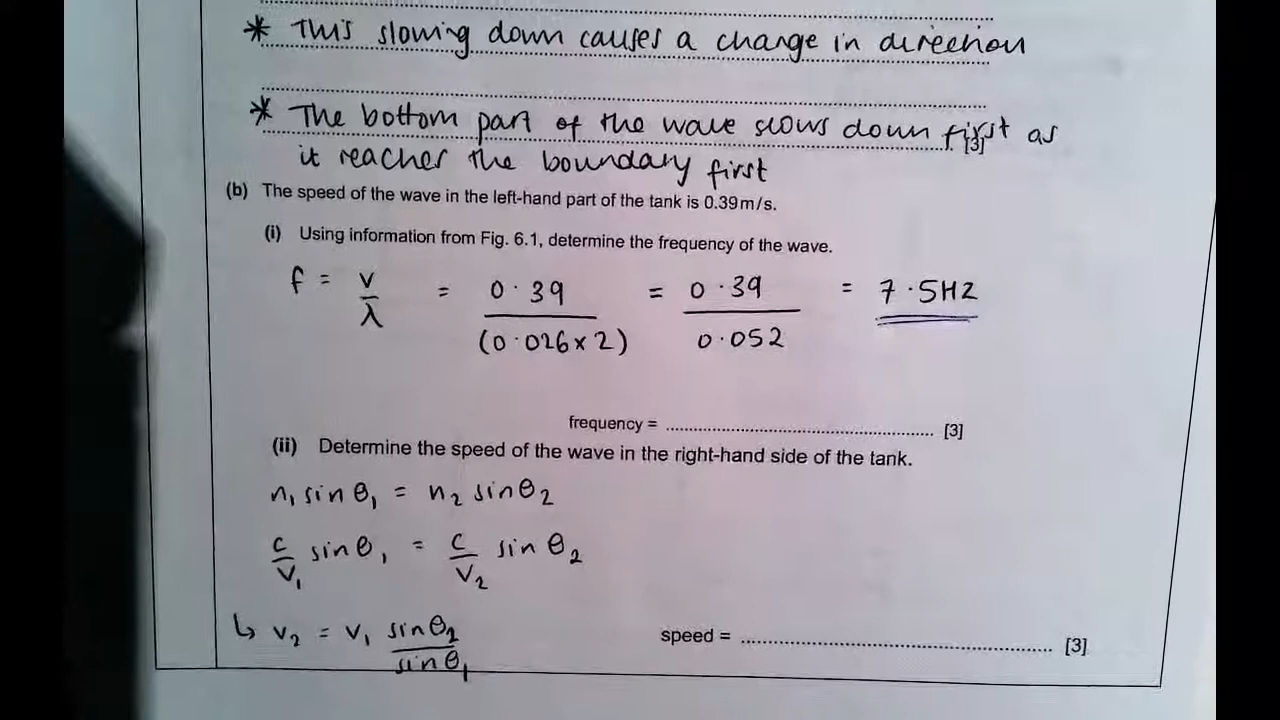 * This slowing down causes a change in direction
* The bottom part of the wave slows down first as
[3]
it reaches the boundary first
(b) The speed of the wave in the left-hand part of the tank is 0.39 m/s.
(i) Using information from Fig. 6.1, determine the frequency of the wave.
f = v/λ = 0.39/(0.026 x 2) = 0.39/0.052 = 7.5Hz
frequency = ........................................................ [3]
(ii) Determine the speed of the wave in the right-hand side of the tank.
n₁ sin θ₁ = n₂ sin θ₂
c/v₁ sin θ₁ = c/v₂ sin θ₂
↳ v₂ = v₁ sin θ₂/sin θ₁
speed = ........................................................ [3]